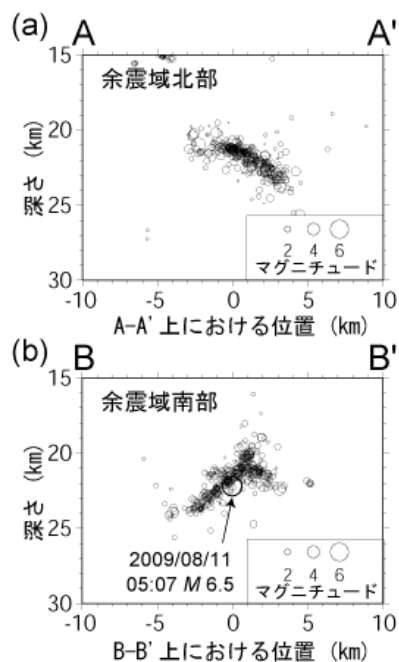 (a) A A'
15
余震域北部
20
深さ (km)
25
2 4 6
マグニチュード
30
-10 -5 0 5 10
A-A' 上における位置 (km)
(b) B B'
15
余震域南部
20
深さ (km)
25
2009/08/11
05:07 M 6.5
2 4 6
マグニチュード
30
-10 -5 0 5 10
B-B' 上における位置 (km)